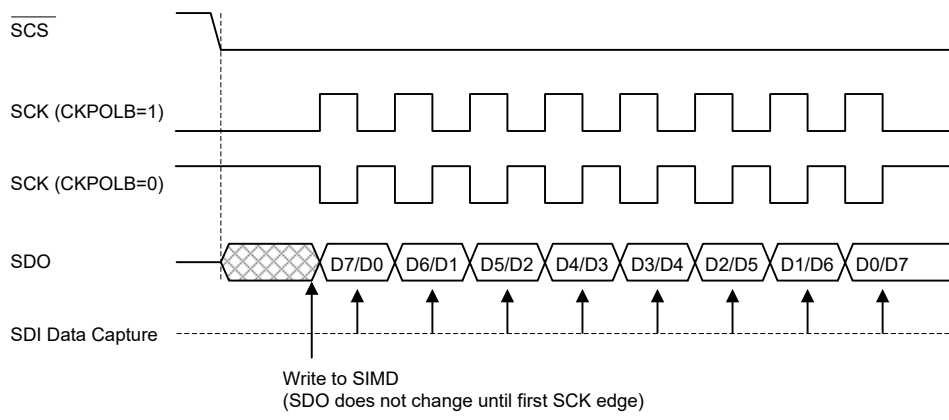 SCS
SCK (CKPOLB=1)
SCK (CKPOLB=0)
SDO
D7/D0 D6/D1 D5/D2 D4/D3 D3/D4 D2/D5 D1/D6 D0/D7
SDI Data Capture
Write to SIMD
(SDO does not change until first SCK edge)